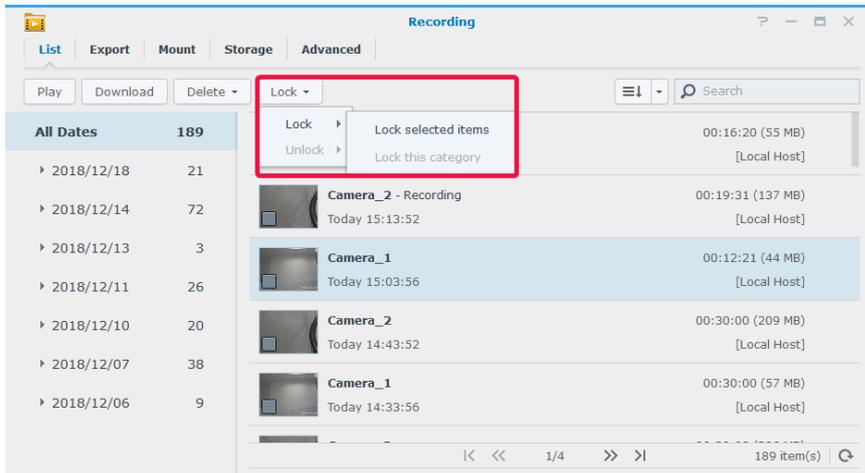 Recording
List Export Mount Storage Advanced
Play Download Delete Lock Search
All Dates 189
2018/12/18 21
2018/12/14 72
2018/12/13 3
2018/12/11 26
2018/12/10 20
2018/12/07 38
2018/12/06 9
Lock
Unlock
Lock selected items
Lock this category
00:16:20 (55 MB)
[Local Host]
Camera_2 - Recording 00:19:31 (137 MB)
Today 15:13:52 [Local Host]
Camera_1 00:12:21 (44 MB)
Today 15:03:56 [Local Host]
Camera_2 00:30:00 (209 MB)
Today 14:43:52 [Local Host]
Camera_1 00:30:00 (57 MB)
Today 14:33:56 [Local Host]
1/4 189 item(s)